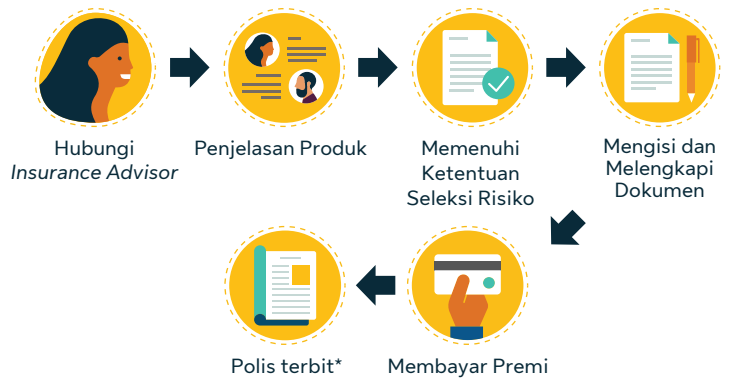 Hubungi
Insurance Advisor
Penjelasan Produk
Memenuhi
Ketentuan
Seleksi Risiko
Mengisi dan
Melengkapi
Dokumen
Membayar Premi
Polis terbit*